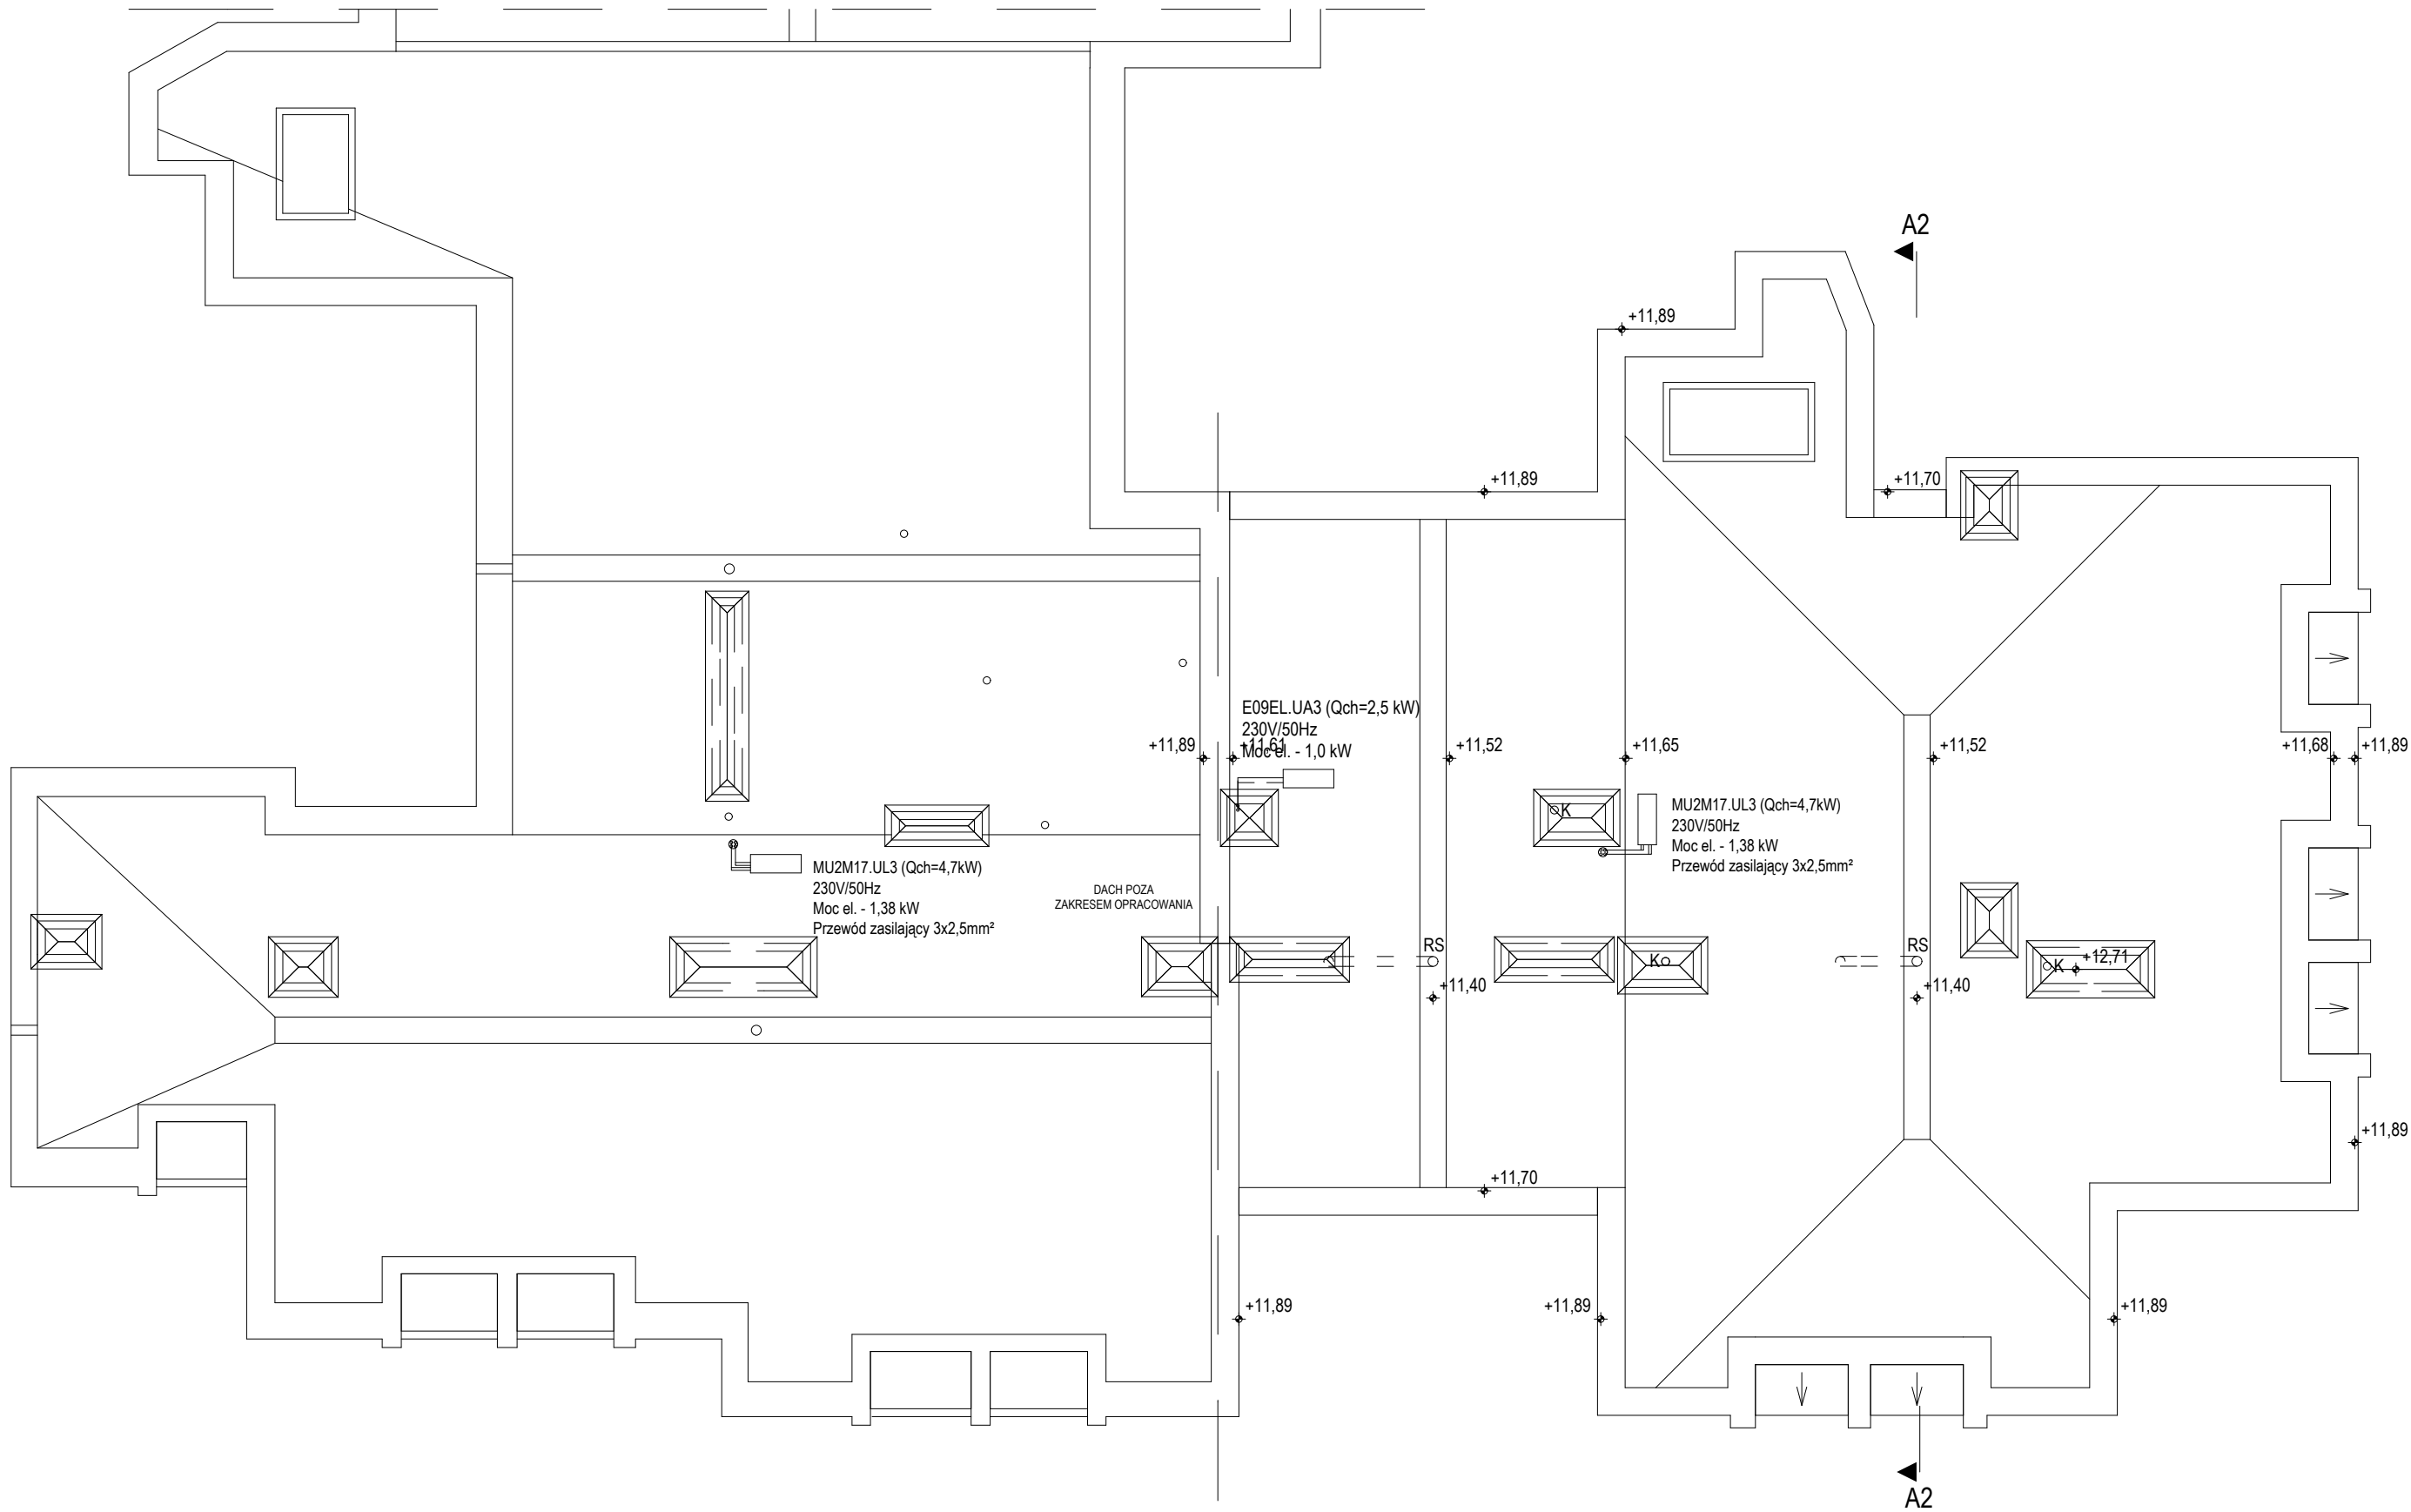 A2
+11,89
+11,89
+11,70
E09EL.UA3 (Qch=2,5 kW)
230V/50Hz
Moc el. - 1,0 kW
+11,89
+11,61
+11,52
+11,65
+11,52
+11,68
+11,89
K
MU2M17.UL3 (Qch=4,7kW)
230V/50Hz
Moc el. - 1,38 kW
Przewód zasilający 3x2,5mm²
MU2M17.UL3 (Qch=4,7kW)
230V/50Hz
Moc el. - 1,38 kW
Przewód zasilający 3x2,5mm²
DACH POZA
ZAKRESEM OPRACOWANIA
RS
K
RS
K
+12,71
+11,40
+11,40
+11,89
+11,70
+11,89
+11,89
+11,89
A2